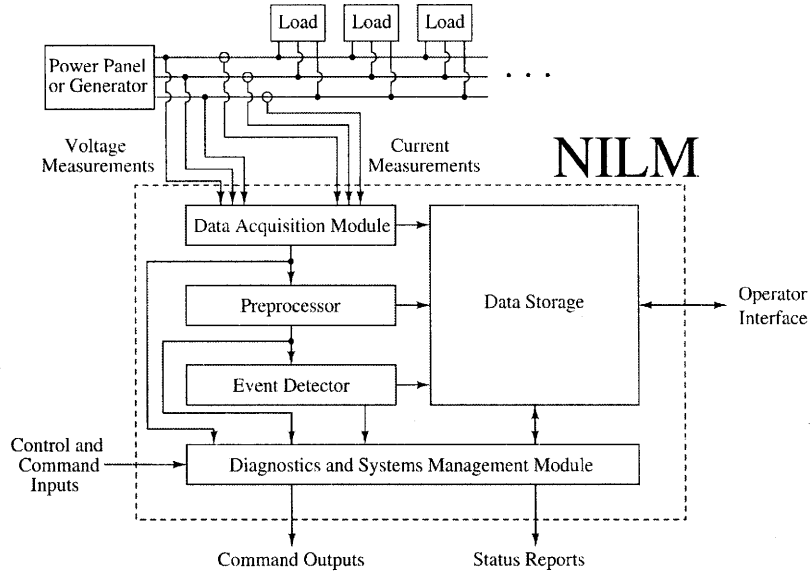 Load
Load
Load
Power Panel
or Generator
. . .
Voltage
Measurements
Current
Measurements
NILM
Data Acquisition Module
Preprocessor
Data Storage
Operator
Interface
Event Detector
Control and
Command
Inputs
Diagnostics and Systems Management Module
Command Outputs
Status Reports